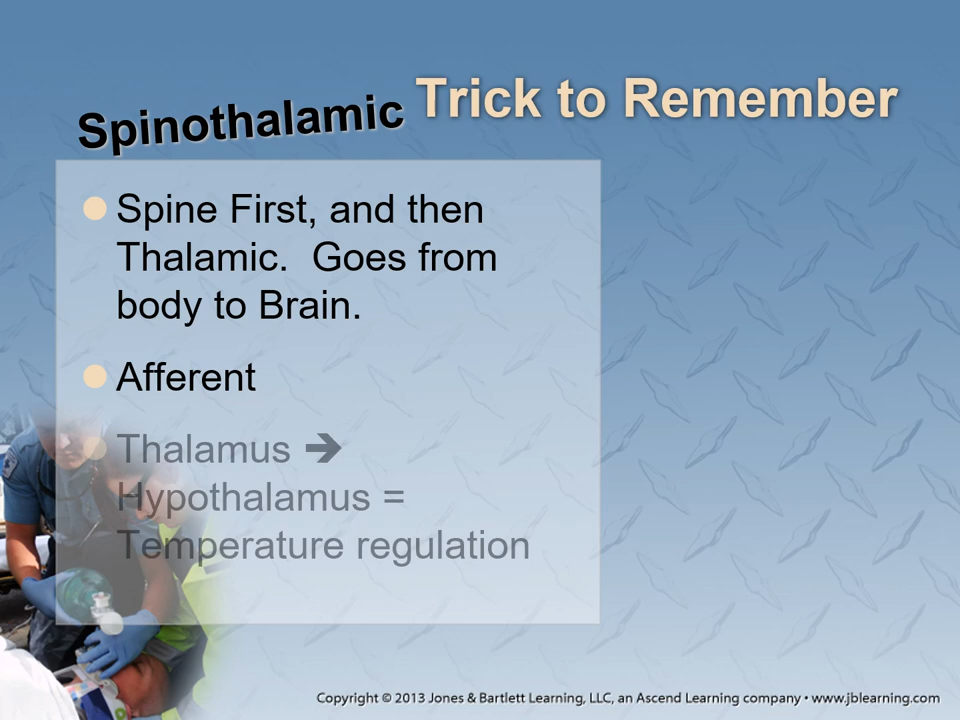 Spinothalamic Trick to Remember
Spine First, and then
Thalamic. Goes from
body to Brain.
Afferent
Thalamus ➔
Hypothalamus =
Temperature regulation
Copyright © 2013 Jones & Bartlett Learning, LLC, an Ascend Learning company • www.jblearning.com